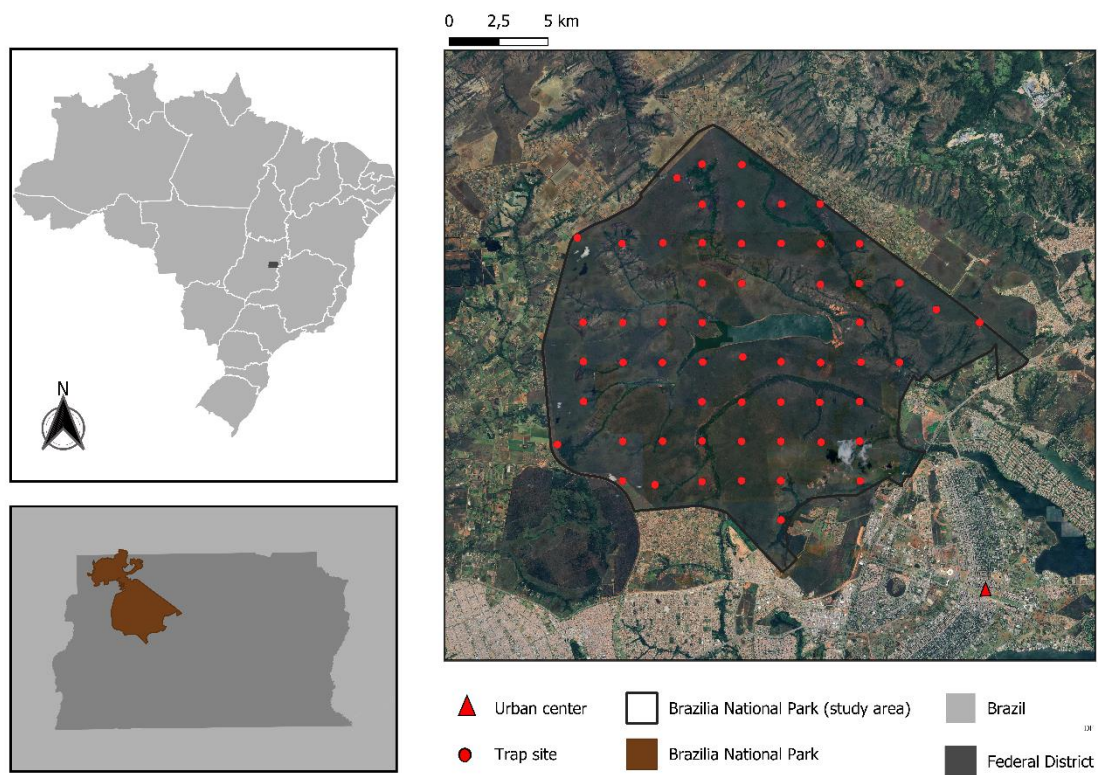 0 2,5 5 km
N
Urban center
Brazilia National Park (study area)
Brazil
Trap site
Brazilia National Park
Federal District